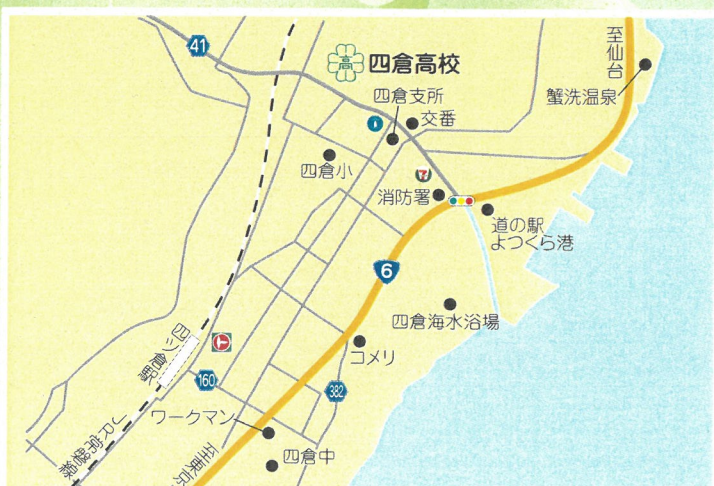 至仙台
41
高
四倉高校
四倉支所
蟹洗温泉
交番
四倉小
7
消防署
道の駅
よつくら港
6
四倉海水浴場
四ツ倉駅
コメリ
160
382
ワークマン
JR常磐線
至東京
四倉中